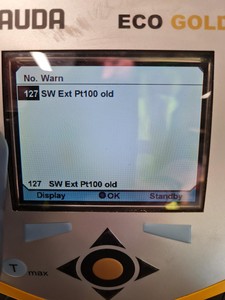 AUDA ECO GOLD
No. Warn
127 SW Ext Pt100 old
127 SW Ext Pt100 old
Display OK Standby
T max